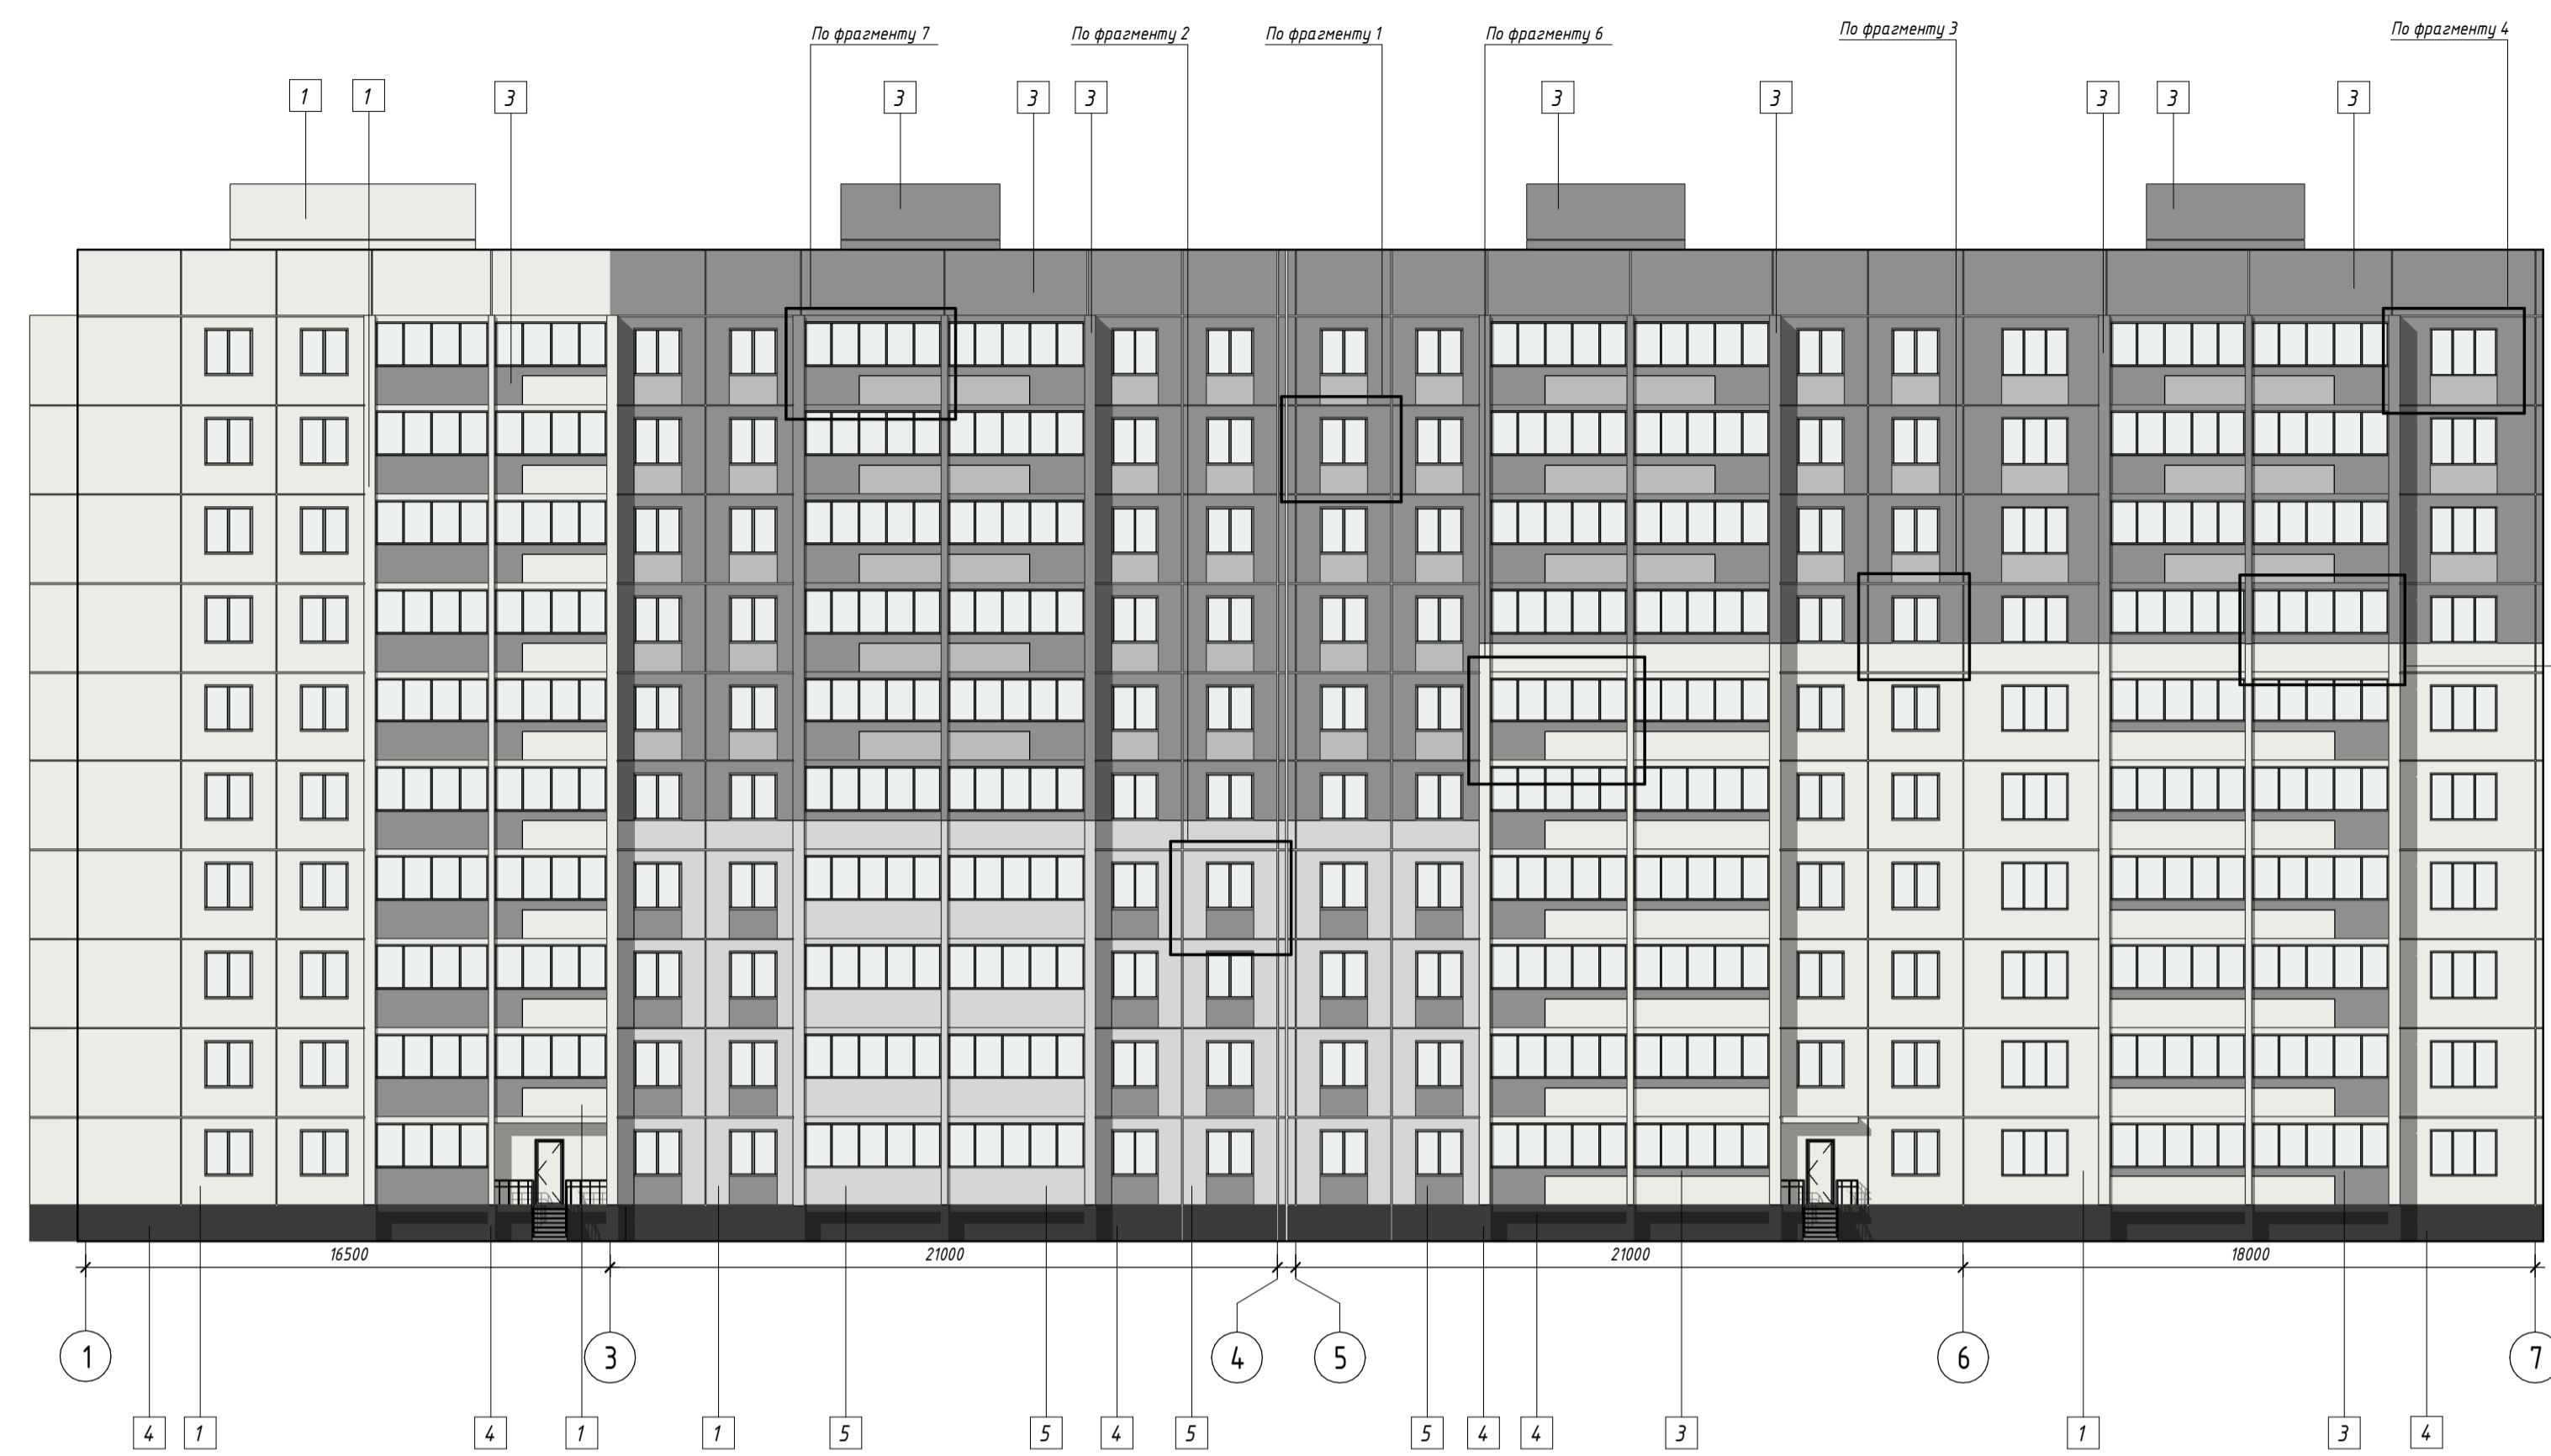 По фрагменту 7
По фрагменту 2
По фрагменту 1
По фрагменту 6
По фрагменту 3
По фрагменту 4
1 1 3 3 3 3 3 3 3 3 3
16500 21000 21000 18000
1 3 4 5 6 7
4 1 4 1 1 5 5 4 5 5 4 4 3 1 3 4